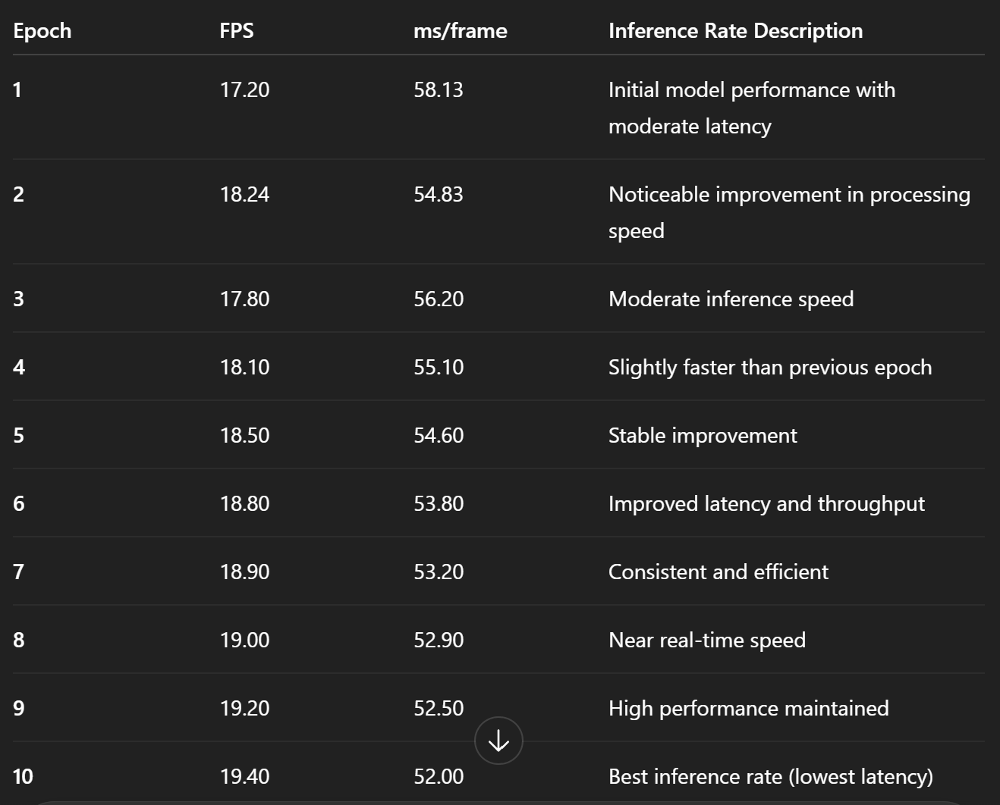 Epoch FPS ms/frame Inference Rate Description
1 17.20 58.13 Initial model performance with
moderate latency
2 18.24 54.83 Noticeable improvement in processing
speed
3 17.80 56.20 Moderate inference speed
4 18.10 55.10 Slightly faster than previous epoch
5 18.50 54.60 Stable improvement
6 18.80 53.80 Improved latency and throughput
7 18.90 53.20 Consistent and efficient
8 19.00 52.90 Near real-time speed
9 19.20 52.50 High performance maintained
10 19.40 52.00 Best inference rate (lowest latency)